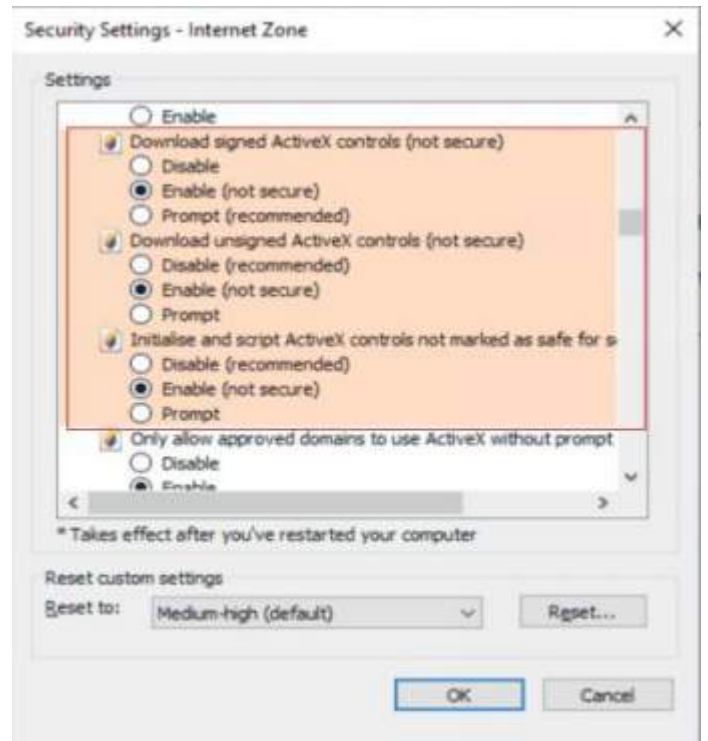 Security Settings - Internet Zone
Settings
Enable
Download signed ActiveX controls (not secure)
Disable
Enable (not secure)
Prompt (recommended)
Download unsigned ActiveX controls (not secure)
Disable (recommended)
Enable (not secure)
Prompt
Initialise and script ActiveX controls not marked as safe for s
Disable (recommended)
Enable (not secure)
Prompt
Only allow approved domains to use ActiveX without prompt
Disable
Enable
* Takes effect after you've restarted your computer
Reset custom settings
Reset to: Medium-high (default) Reset...
OK Cancel